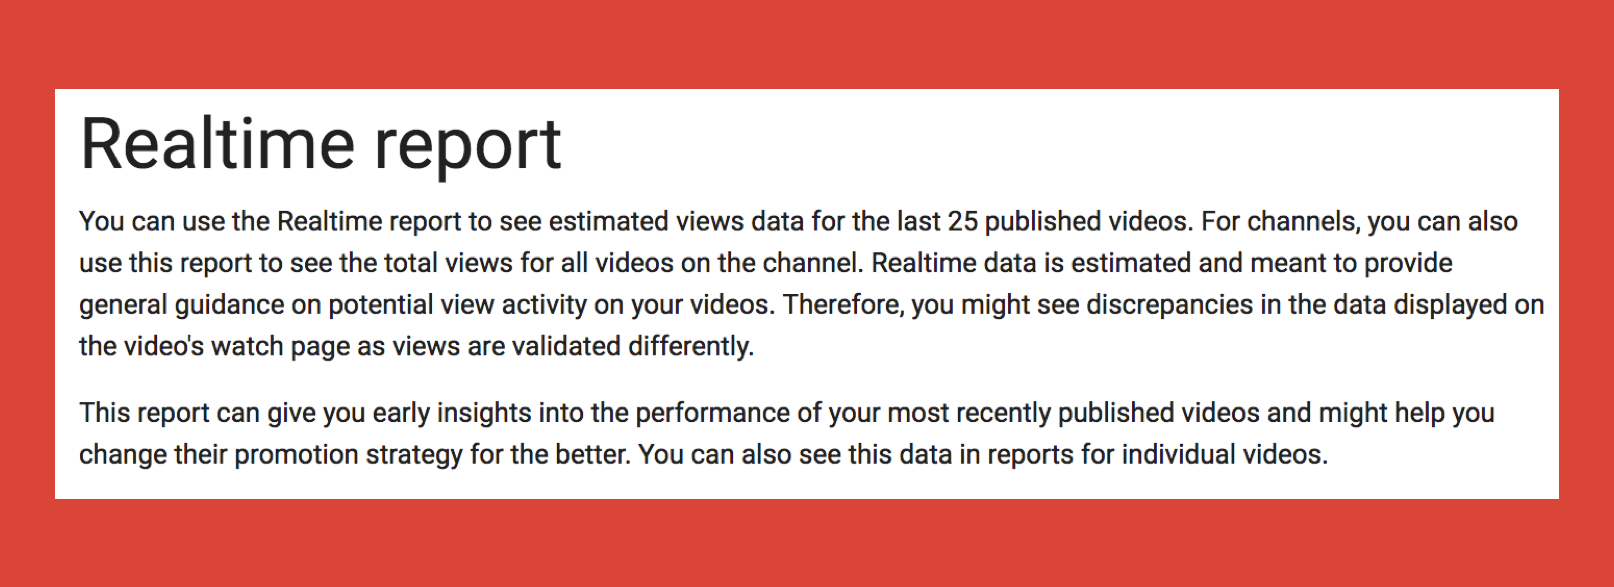 Realtime report
You can use the Realtime report to see estimated views data for the last 25 published videos. For channels, you can also
use this report to see the total views for all videos on the channel. Realtime data is estimated and meant to provide
general guidance on potential view activity on your videos. Therefore, you might see discrepancies in the data displayed on
the video's watch page as views are validated differently.
This report can give you early insights into the performance of your most recently published videos and might help you
change their promotion strategy for the better. You can also see this data in reports for individual videos.